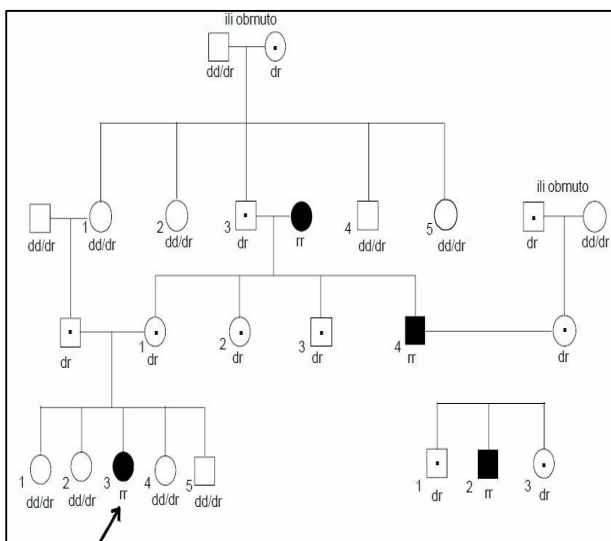 ili obrnuto
dd/dr dr
ili obrnuto
1 2 3 4 5
dd/dr dd/dr dd/dr dr rr dd/dr dd/dr dr dd/dr
1 2 3 4
dr dr dr dr rr dr
1 2 3 4 5 1 2 3
dd/dr dd/dr rr dd/dr dd/dr dr rr dr